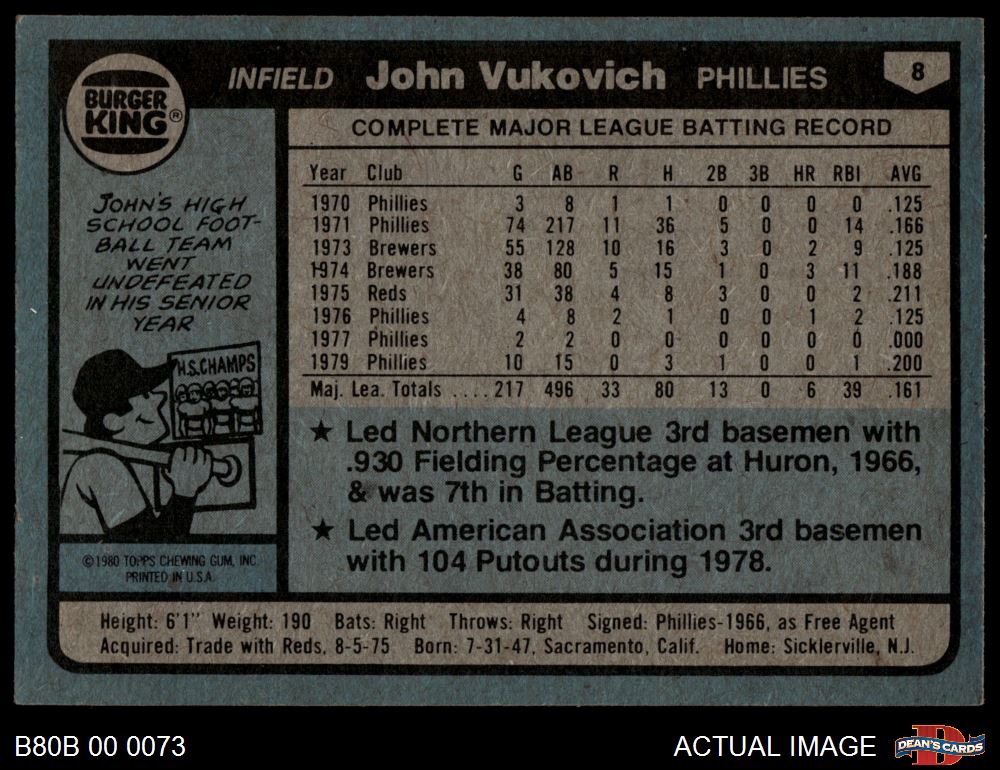 BURGER KING®
INFIELD John Vukovich PHILLIES 8
COMPLETE MAJOR LEAGUE BATTING RECORD
Year Club G AB R H 2B 3B HR RBI AVG
1970 Phillies 3 8 1 1 0 0 0 0 .125
1971 Phillies 74 217 11 36 5 0 0 14 .166
1973 Brewers 55 128 10 16 3 0 2 9 .125
1974 Brewers 38 80 5 15 1 0 3 11 .188
1975 Reds 31 38 4 8 3 0 0 2 .211
1976 Phillies 4 8 2 1 0 0 1 2 .125
1977 Phillies 2 2 0 0 0 0 0 0 .000
1979 Phillies 10 15 0 3 1 0 0 1 .200
Maj. Lea. Totals ....217 496 33 80 13 0 6 39 .161
JOHN'S HIGH
SCHOOL FOOT-
BALL TEAM
WENT
UNDEFEATED
IN HIS SENIOR
YEAR
H.S. CHAMPS
★ Led Northern League 3rd basemen with
.930 Fielding Percentage at Huron, 1966,
& was 7th in Batting.
★ Led American Association 3rd basemen
with 104 Putouts during 1978.
©1980 TOPPS CHEWING GUM, INC.
PRINTED IN U.S.A.
Height: 6'1" Weight: 190 Bats: Right Throws: Right Signed: Phillies-1966, as Free Agent
Acquired: Trade with Reds, 8-5-75 Born: 7-31-47, Sacramento, Calif. Home: Sicklerville, N.J.
B80B 00 0073
ACTUAL IMAGE
DEAN'S CARDS